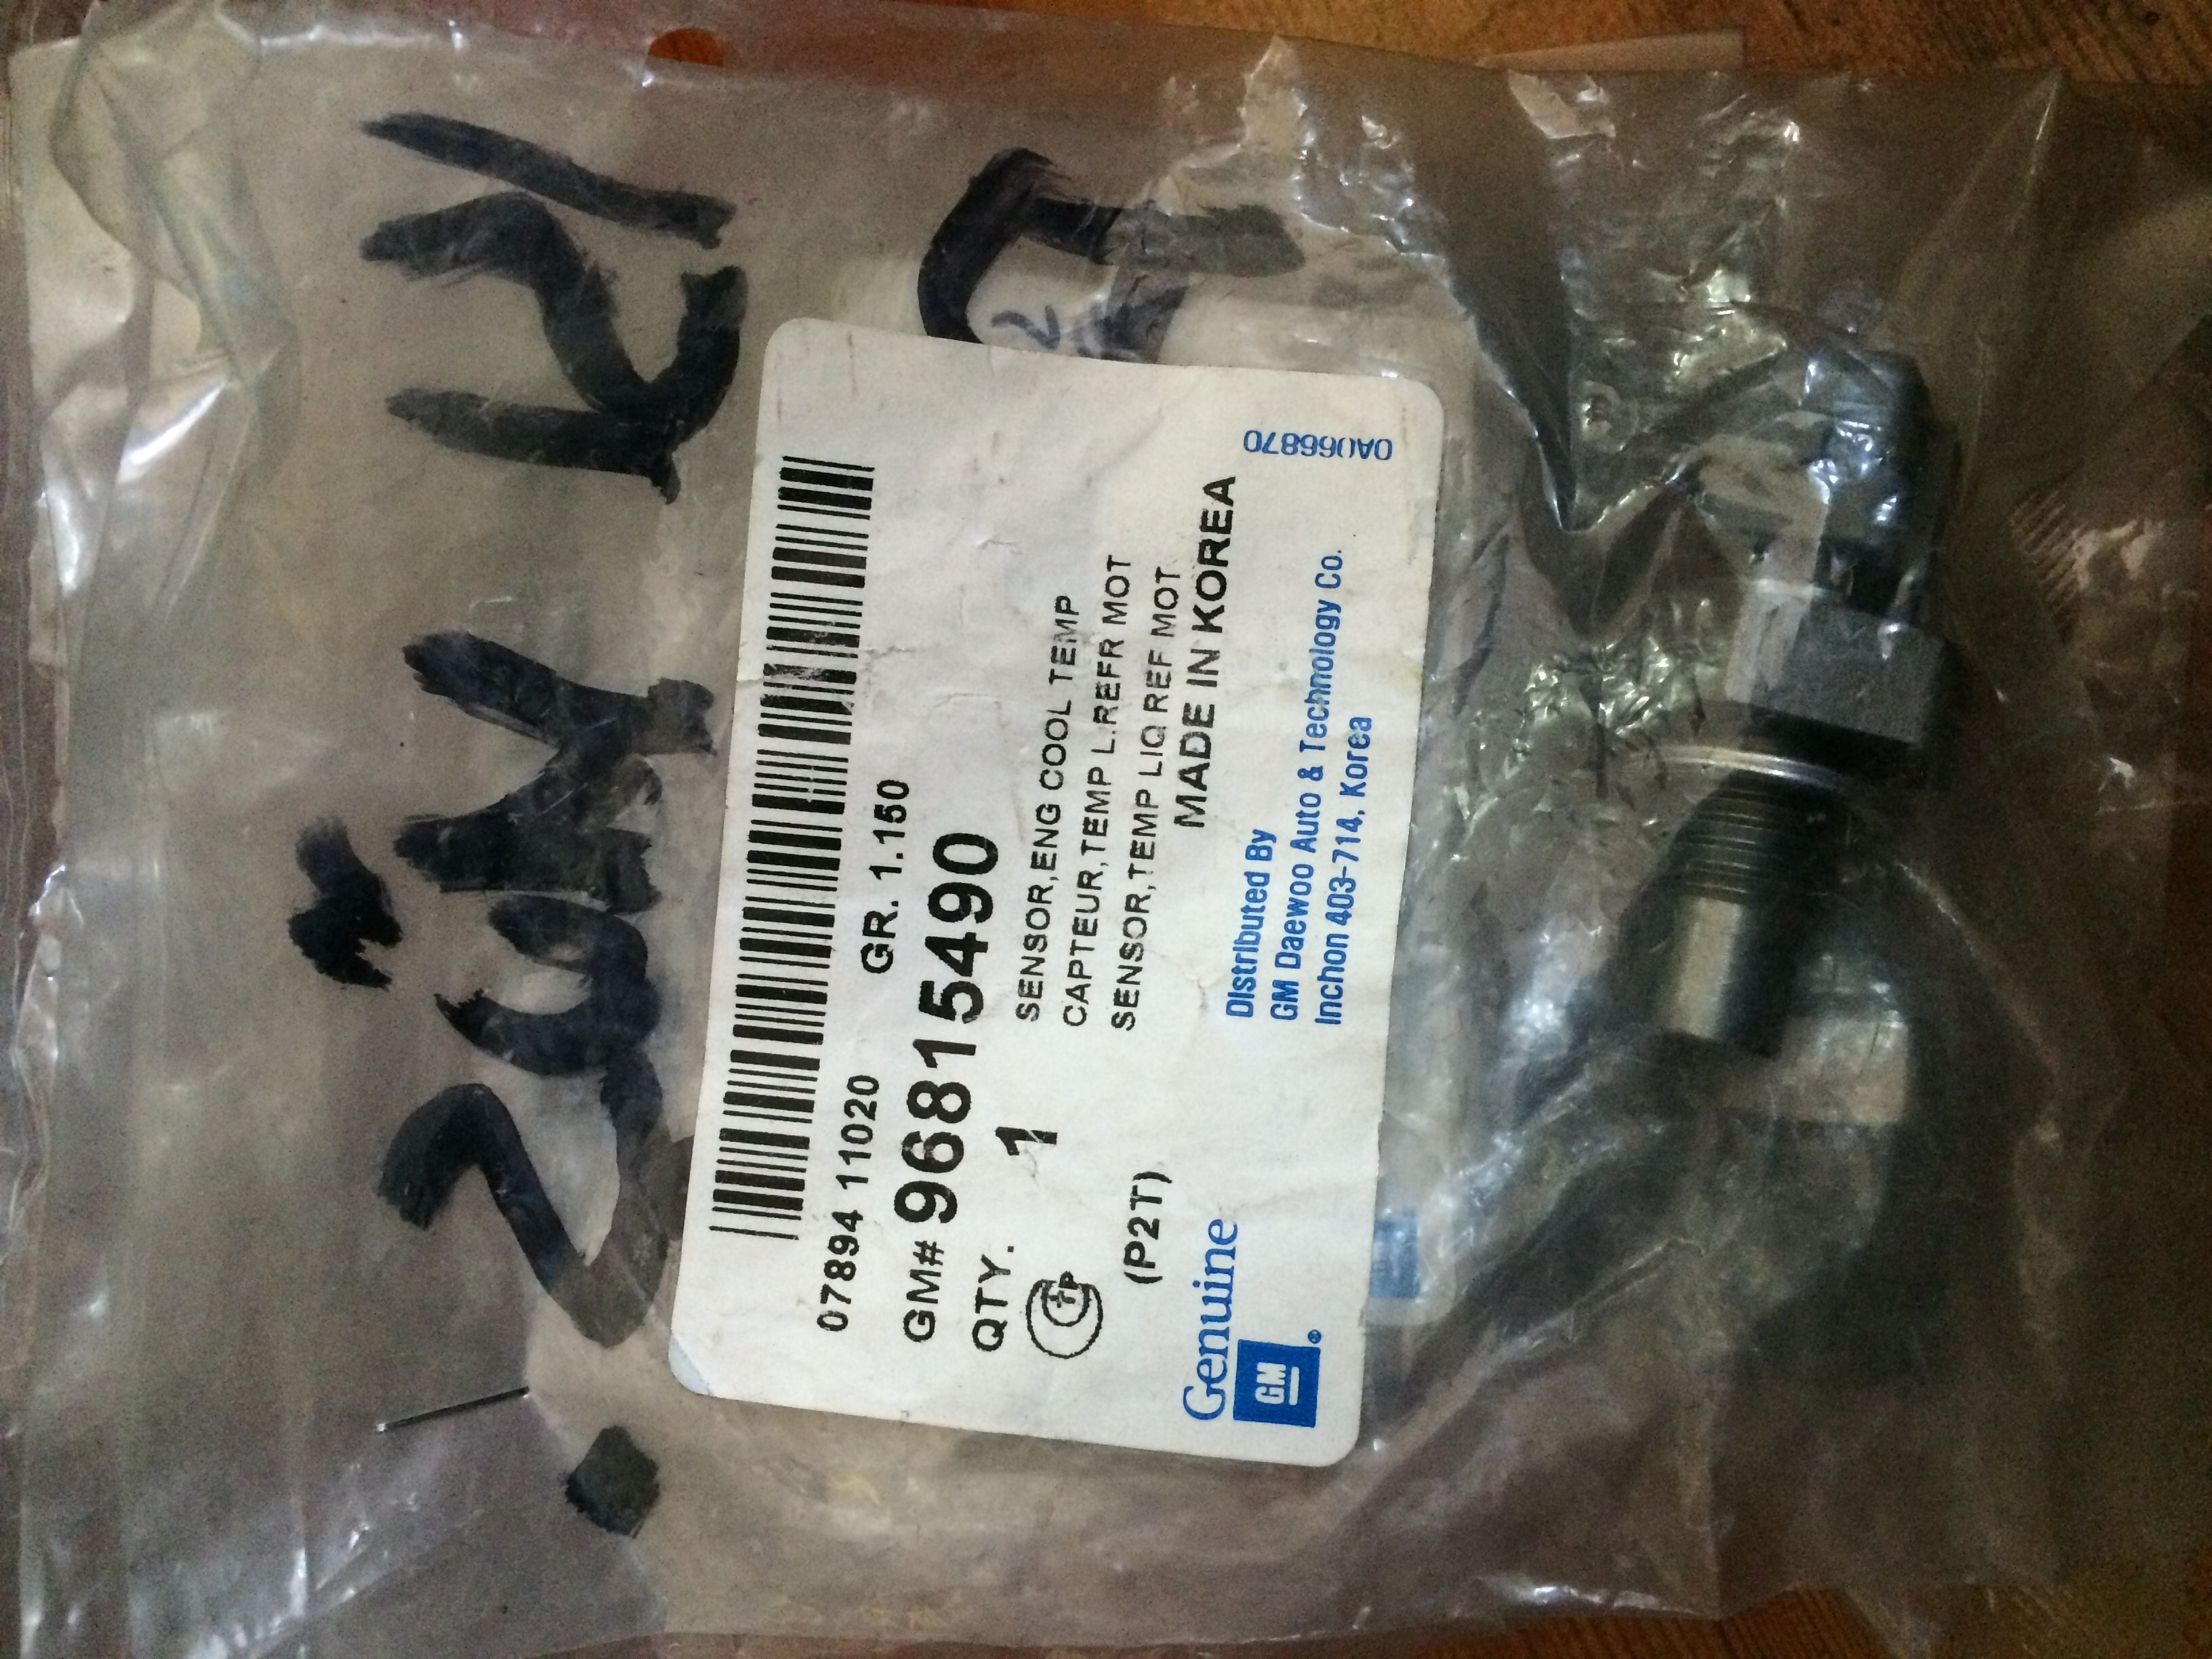 07894 11020 GR. 1.150
GM# 96815490
QTY. 1
SENSOR,ENG COOL TEMP
CAPTEUR,TEMP L.REFR MOT
SENSOR,TEMP LIQ REF MOT
(P2T) MADE IN KOREA
Genuine
GM ®
Distributed By
GM Daewoo Auto & Technology Co.
Inchon 403-714, Korea
0A066870